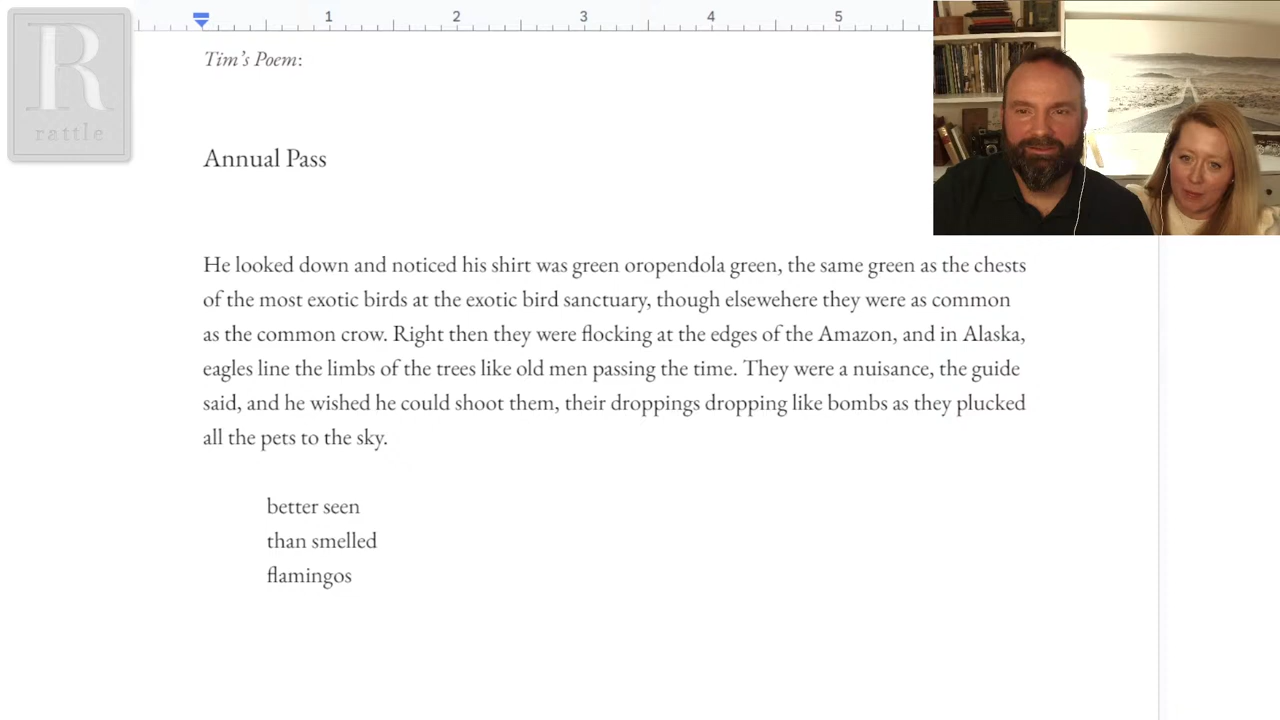 R
rattle
1 2 3 4 5
Tim's Poem:
Annual Pass
He looked down and noticed his shirt was green oropendola green, the same green as the chests
of the most exotic birds at the exotic bird sanctuary, though elsewehere they were as common
as the common crow. Right then they were flocking at the edges of the Amazon, and in Alaska,
eagles line the limbs of the trees like old men passing the time. They were a nuisance, the guide
said, and he wished he could shoot them, their droppings dropping like bombs as they plucked
all the pets to the sky.
better seen
than smelled
flamingos